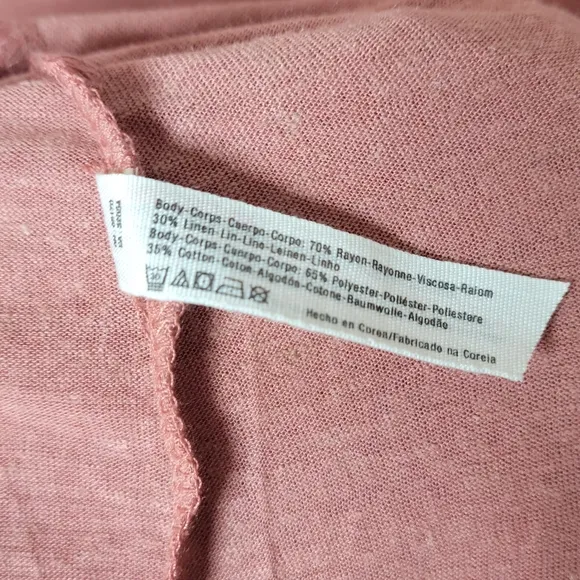 Body-Corps-Cuerpo-Corpo: 70% Rayon-Rayonne-Viscosa-Raiom
30% Linen-Lin-Lino-Leinen-Linho
Body-Corps-Cuerpo-Corpo: 65% Polyester-Poliéster-Poliestere
35% Cotton-Coton-Algodón-Cotone-Baumwolle-Algodão
Hecho en Corea/Fabricado na Coreia